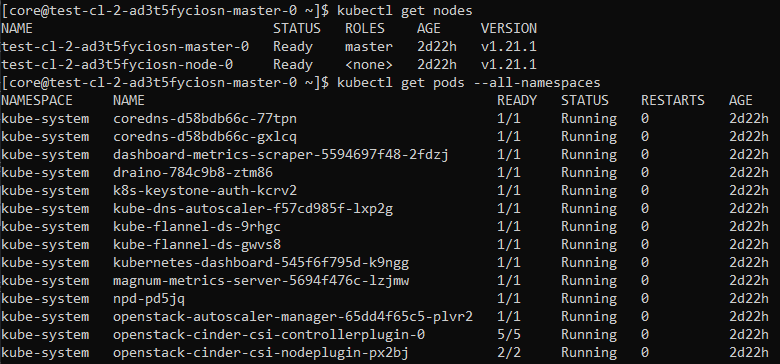 [core@test-cl-2-ad3t5fyciosn-master-0 ~]$ kubectl get nodes
NAME STATUS ROLES AGE VERSION
test-cl-2-ad3t5fyciosn-master-0 Ready master 2d22h v1.21.1
test-cl-2-ad3t5fyciosn-node-0 Ready <none> 2d22h v1.21.1
[core@test-cl-2-ad3t5fyciosn-master-0 ~]$ kubectl get pods --all-namespaces
NAMESPACE NAME READY STATUS RESTARTS AGE
kube-system coredns-d58bdb66c-77tpn 1/1 Running 0 2d22h
kube-system coredns-d58bdb66c-gxlcq 1/1 Running 0 2d22h
kube-system dashboard-metrics-scraper-5594697f48-2fdzj 1/1 Running 0 2d22h
kube-system draino-784c9b8-ztm86 1/1 Running 0 2d22h
kube-system k8s-keystone-auth-kcrv2 1/1 Running 0 2d22h
kube-system kube-dns-autoscaler-f57cd985f-lxp2g 1/1 Running 0 2d22h
kube-system kube-flannel-ds-9rhgc 1/1 Running 0 2d22h
kube-system kube-flannel-ds-gwvs8 1/1 Running 0 2d22h
kube-system kubernetes-dashboard-545f6f795d-k9ngg 1/1 Running 0 2d22h
kube-system magnum-metrics-server-5694f476c-lzjmw 1/1 Running 0 2d22h
kube-system npd-pd5jq 1/1 Running 0 2d22h
kube-system openstack-autoscaler-manager-65dd4f65c5-plvr2 1/1 Running 0 2d22h
kube-system openstack-cinder-csi-controllerplugin-0 5/5 Running 0 2d22h
kube-system openstack-cinder-csi-nodeplugin-px2bj 2/2 Running 0 2d22h